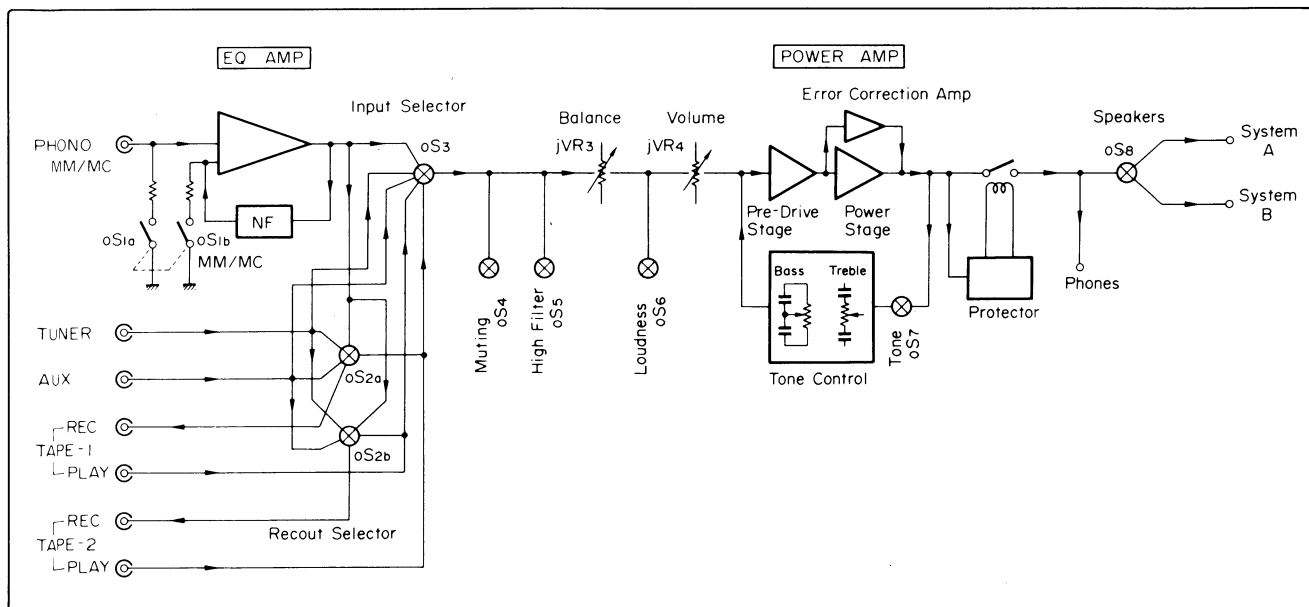 EQ AMP
POWER AMP
Input Selector
oS3
Balance
jVR3
Volume
jVR4
Error Correction Amp
Speakers
oS8
System
A
System
B
PHONO
MM/MC
NF
oS1a
oS1b
MM/MC
Pre-Drive
Stage
Power
Stage
Bass
Treble
Tone Control
Tone
oS7
Protector
Phones
Muting
oS4
High Filter
oS5
Loudness
oS6
TUNER
oS2a
AUX
REC
TAPE-1
PLAY
oS2b
REC
TAPE-2
PLAY
Recout Selector